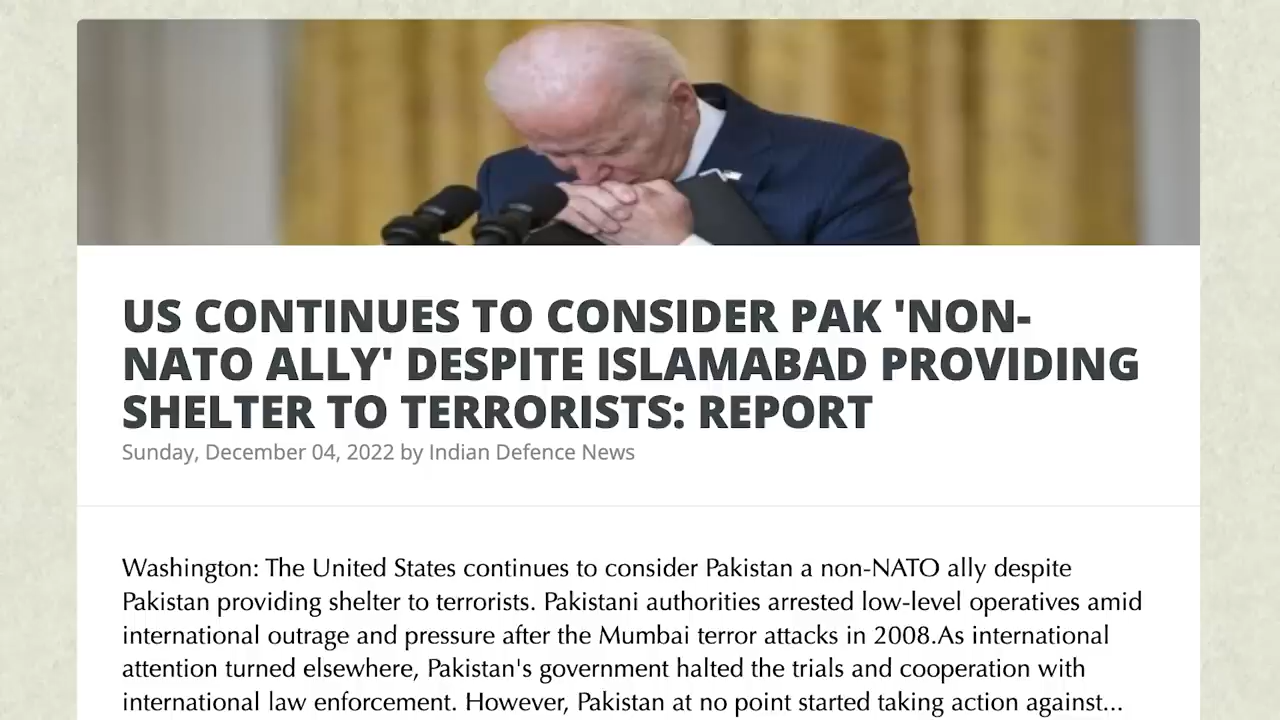 US CONTINUES TO CONSIDER PAK 'NON-
NATO ALLY' DESPITE ISLAMABAD PROVIDING
SHELTER TO TERRORISTS: REPORT
Sunday, December 04, 2022 by Indian Defence News
Washington: The United States continues to consider Pakistan a non-NATO ally despite
Pakistan providing shelter to terrorists. Pakistani authorities arrested low-level operatives amid
international outrage and pressure after the Mumbai terror attacks in 2008.As international
attention turned elsewhere, Pakistan's government halted the trials and cooperation with
international law enforcement. However, Pakistan at no point started taking action against...